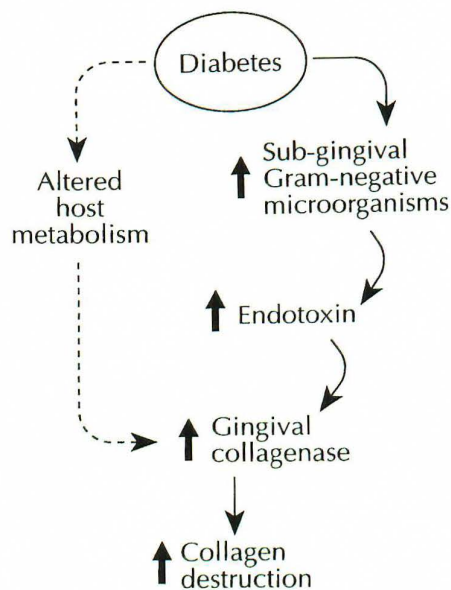 Diabetes
Sub-gingival
Gram-negative
microorganisms
Altered
host
metabolism
Endotoxin
Gingival
collagenase
Collagen
destruction